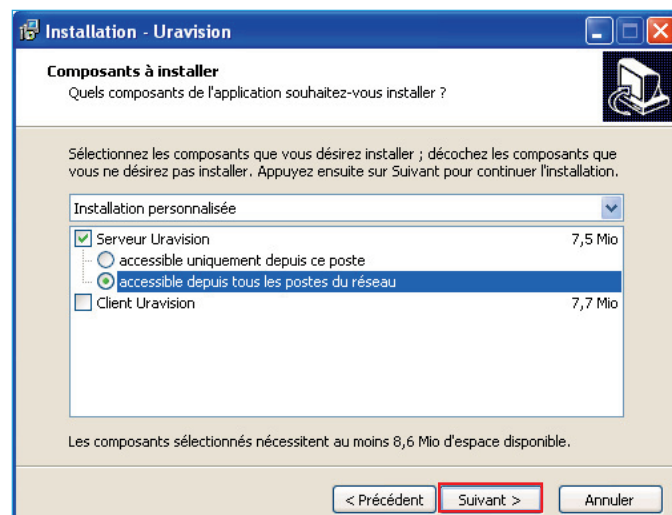 Installation - Uravision
Composants à installer
Quels composants de l'application souhaitez-vous installer ?
Sélectionnez les composants que vous désirez installer ; décochez les composants que
vous ne désirez pas installer. Appuyez ensuite sur Suivant pour continuer l'installation.
Installation personnalisée
Serveur Uravision 7,5 Mio
accessible uniquement depuis ce poste
accessible depuis tous les postes du réseau
Client Uravision 7,7 Mio
Les composants sélectionnés nécessitent au moins 8,6 Mio d'espace disponible.
< Précédent Suivant > Annuler